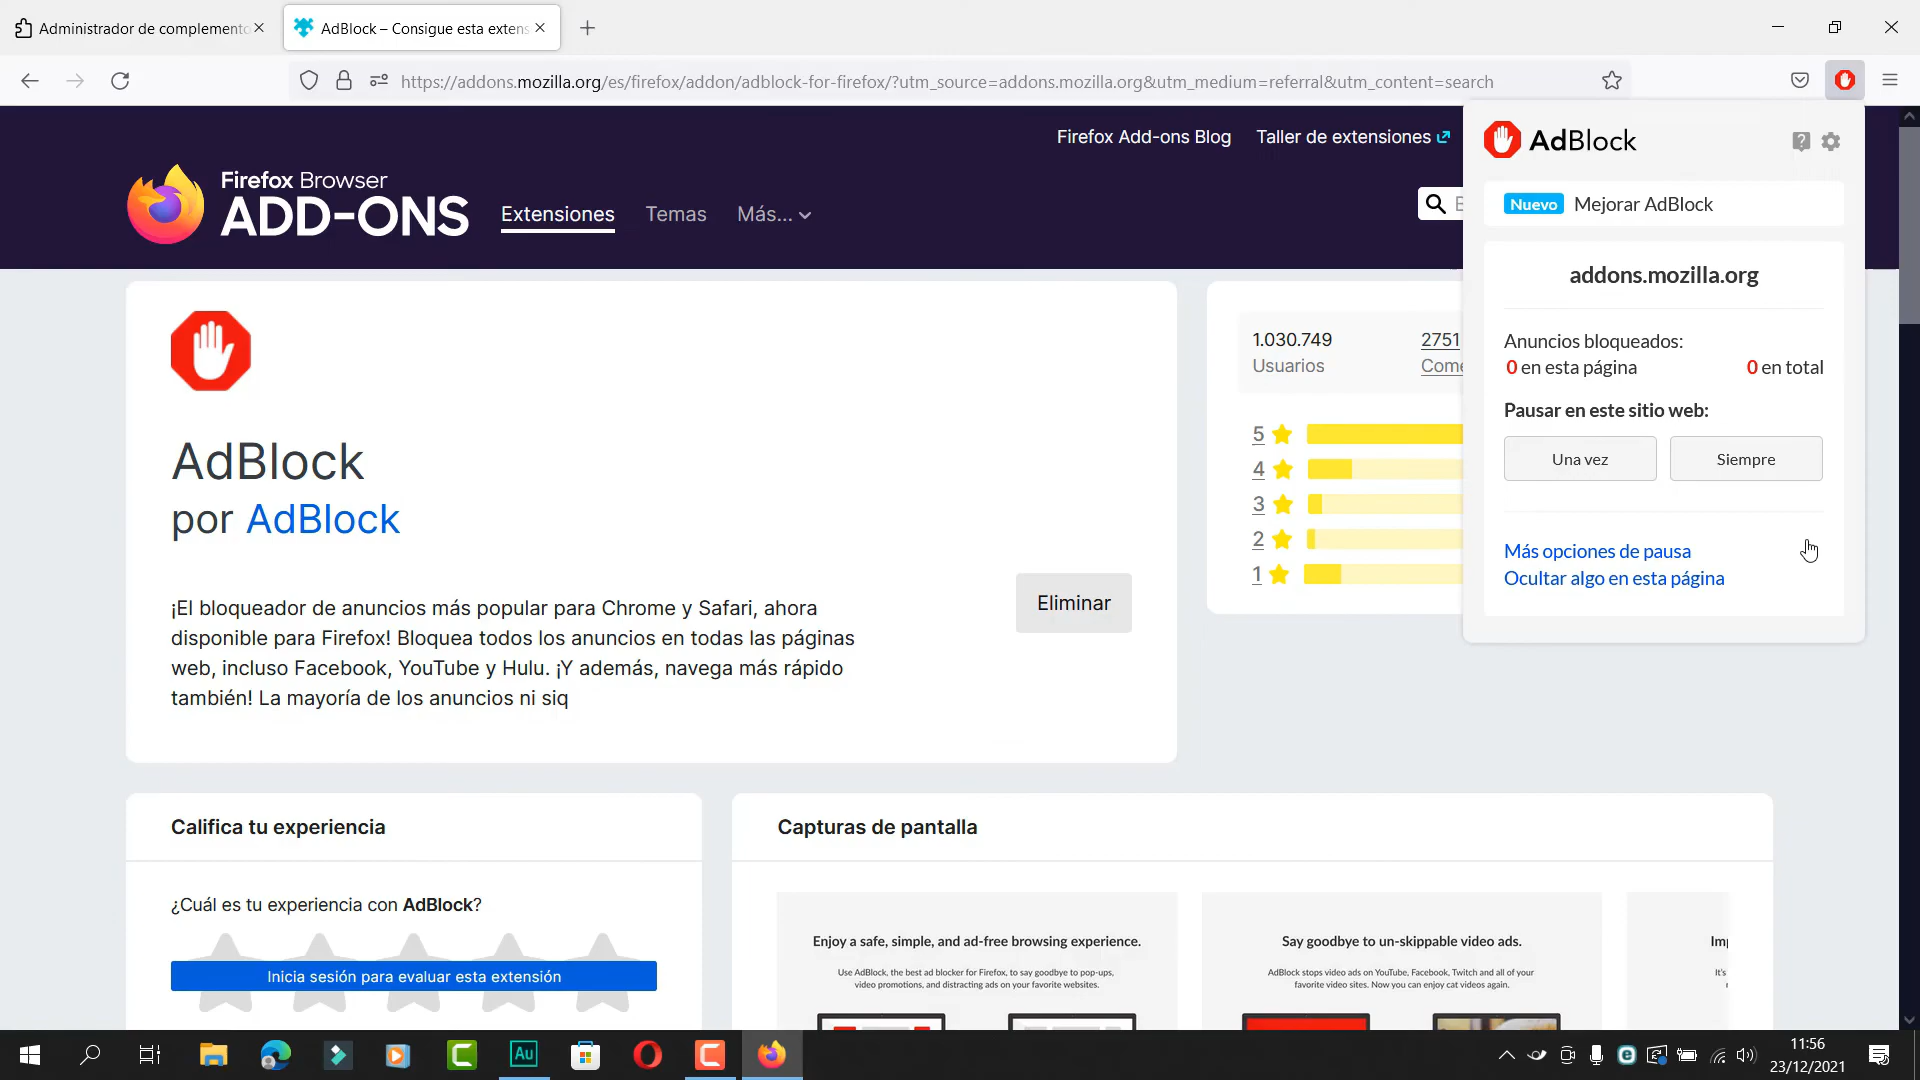 Administrador de complemento
AdBlock – Consigue esta extens
https://addons.mozilla.org/es/firefox/addon/adblock-for-firefox/?utm_source=addons.mozilla.org&utm_medium=referral&utm_content=search
Firefox Add-ons Blog
Taller de extensiones
Firefox Browser
ADD-ONS
Extensiones
Temas
Más...
AdBlock
Nuevo Mejorar AdBlock
addons.mozilla.org
Anuncios bloqueados:
0 en esta página
0 en total
Pausar en este sitio web:
Una vez
Siempre
Más opciones de pausa
Ocultar algo en esta página
AdBlock
por AdBlock
¡El bloqueador de anuncios más popular para Chrome y Safari, ahora
disponible para Firefox! Bloquea todos los anuncios en todas las páginas
web, incluso Facebook, YouTube y Hulu. ¡Y además, navega más rápido
también! La mayoría de los anuncios ni siq
Eliminar
1.030.749
Usuarios
2751
Come
5
4
3
2
1
Califica tu experiencia
¿Cuál es tu experiencia con AdBlock?
Inicia sesión para evaluar esta extensión
Capturas de pantalla
Enjoy a safe, simple, and ad-free browsing experience.
Use AdBlock, the best ad blocker for Firefox, to say goodbye to pop-ups,
video promotions, and distracting ads on your favorite websites.
Say goodbye to un-skippable video ads.
AdBlock stops video ads on YouTube, Facebook, Twitch and all of your
favorite video sites. Now you can enjoy cat videos again.
It's
Au
11:56
23/12/2021